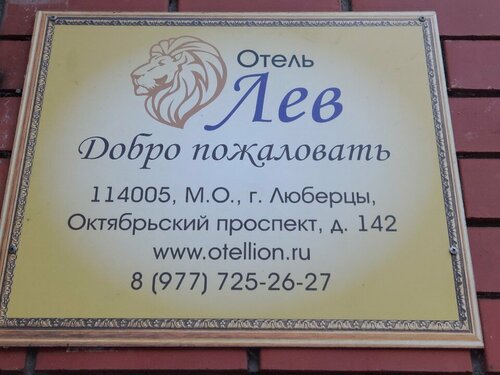 Отель
Лев
Добро пожаловать
114005, М.О., г. Люберцы,
Октябрьский проспект, д. 142
www.otellion.ru
8 (977) 725-26-27